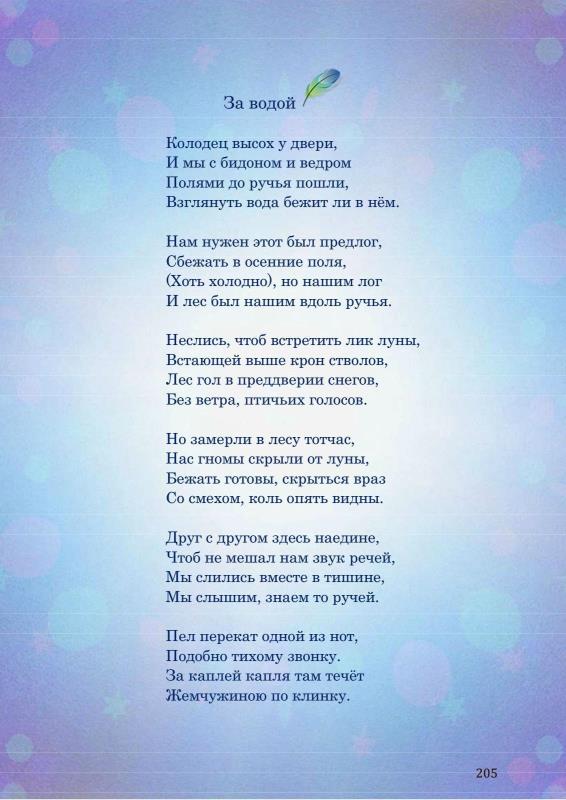 За водой
Колодец высох у двери,
И мы с бидоном и ведром
Полями до ручья пошли,
Взглянуть вода бежит ли в нём.
Нам нужен этот был предлог,
Сбежать в осенние поля,
(Хоть холодно), но нашим лог
И лес был нашим вдоль ручья.
Неслись, чтоб встретить лик луны,
Встающей выше крон стволов,
Лес гол в преддверии снегов,
Без ветра, птичьих голосов.
Но замерли в лесу тотчас,
Нас гномы скрыли от луны,
Бежать готовы, скрыться враз
Со смехом, коль опять видны.
Друг с другом здесь наедине,
Чтоб не мешал нам звук речей,
Мы слились вместе в тишине,
Мы слышим, знаем то ручей.
Пел перекат одной из нот,
Подобно тихому звонку.
За каплей капля там течёт
Жемчужиною по клинку.
205